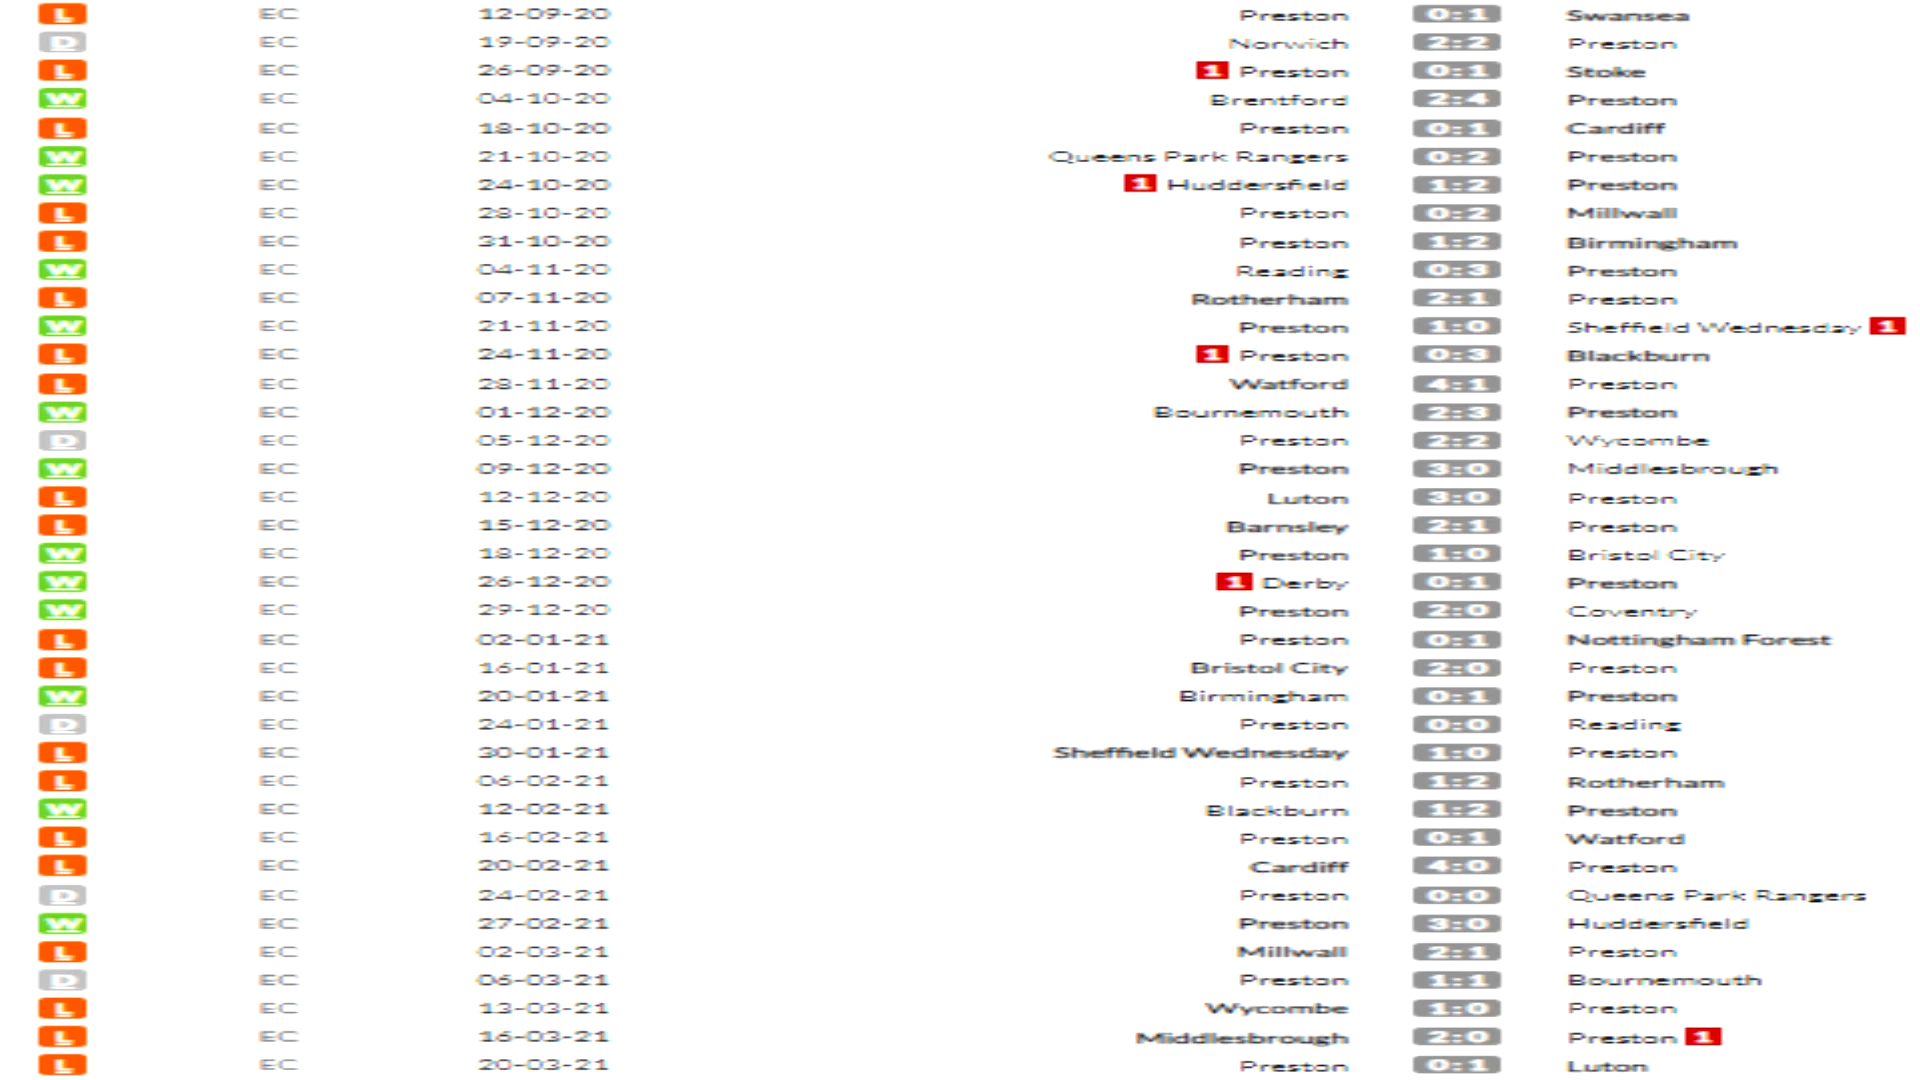 L EC 12-09-20 Preston 0:1 Swansea
D EC 19-09-20 Norwich 2:2 Preston
L EC 26-09-20 1 Preston 0:1 Stoke
W EC 04-10-20 Brentford 2:4 Preston
L EC 18-10-20 Preston 0:1 Cardiff
W EC 21-10-20 Queens Park Rangers 0:2 Preston
W EC 24-10-20 1 Huddersfield 1:2 Preston
L EC 28-10-20 Preston 0:2 Millwall
L EC 31-10-20 Preston 1:2 Birmingham
W EC 04-11-20 Reading 0:3 Preston
L EC 07-11-20 Rotherham 2:1 Preston
W EC 21-11-20 Preston 1:0 Sheffield Wednesday 1
L EC 24-11-20 1 Preston 0:3 Blackburn
L EC 28-11-20 Watford 4:1 Preston
W EC 01-12-20 Bournemouth 2:3 Preston
D EC 05-12-20 Preston 2:2 Wycombe
W EC 09-12-20 Preston 3:0 Middlesbrough
L EC 12-12-20 Luton 3:0 Preston
L EC 15-12-20 Barnsley 2:1 Preston
W EC 18-12-20 Preston 1:0 Bristol City
W EC 26-12-20 1 Derby 0:1 Preston
W EC 29-12-20 Preston 2:0 Coventry
L EC 02-01-21 Preston 0:1 Nottingham Forest
L EC 16-01-21 Bristol City 2:0 Preston
W EC 20-01-21 Birmingham 0:1 Preston
D EC 24-01-21 Preston 0:0 Reading
L EC 30-01-21 Sheffield Wednesday 1:0 Preston
L EC 06-02-21 Preston 1:2 Rotherham
W EC 12-02-21 Blackburn 1:2 Preston
L EC 16-02-21 Preston 0:1 Watford
L EC 20-02-21 Cardiff 4:0 Preston
D EC 24-02-21 Preston 0:0 Queens Park Rangers
W EC 27-02-21 Preston 3:0 Huddersfield
L EC 02-03-21 Millwall 2:1 Preston
D EC 06-03-21 Preston 1:1 Bournemouth
L EC 13-03-21 Wycombe 1:0 Preston
L EC 16-03-21 Middlesbrough 2:0 Preston 1
L EC 20-03-21 Preston 0:1 Luton